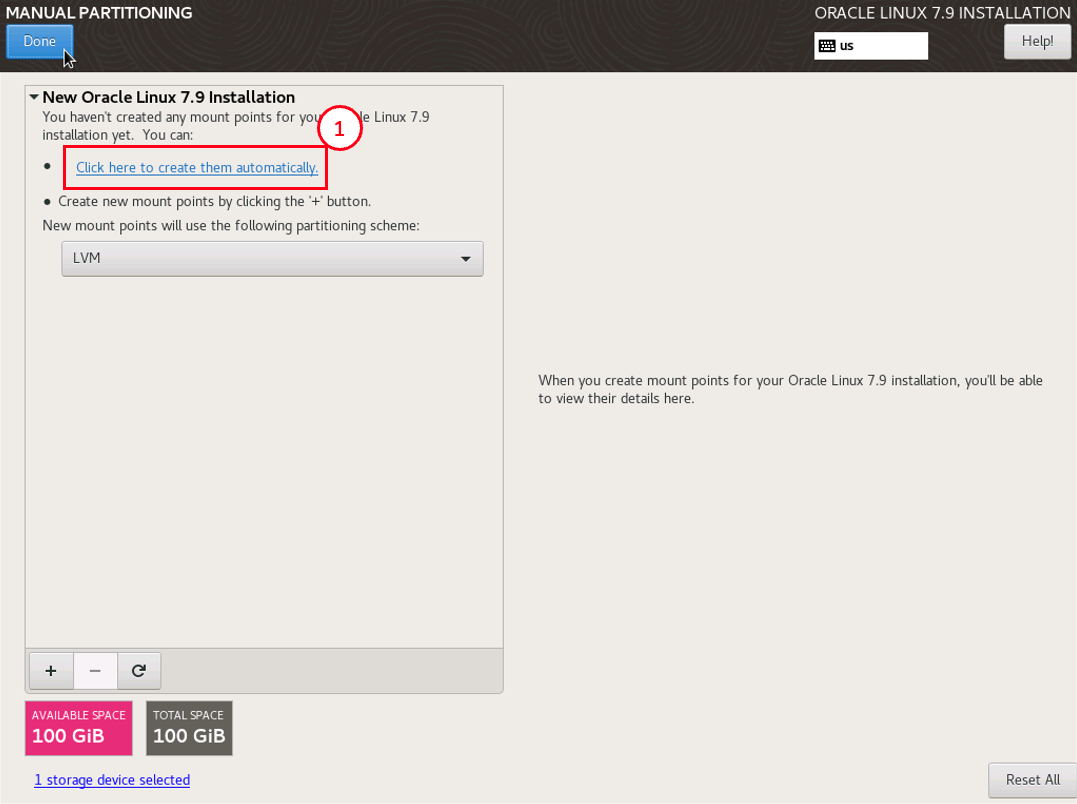 MANUAL PARTITIONING
ORACLE LINUX 7.9 INSTALLATION
Done
us
Help!
New Oracle Linux 7.9 Installation
You haven't created any mount points for you le Linux 7.9
installation yet. You can:
1
• Click here to create them automatically.
• Create new mount points by clicking the '+' button.
New mount points will use the following partitioning scheme:
LVM
When you create mount points for your Oracle Linux 7.9 installation, you'll be able
to view their details here.
+ −
AVAILABLE SPACE
100 GiB
TOTAL SPACE
100 GiB
1 storage device selected
Reset All